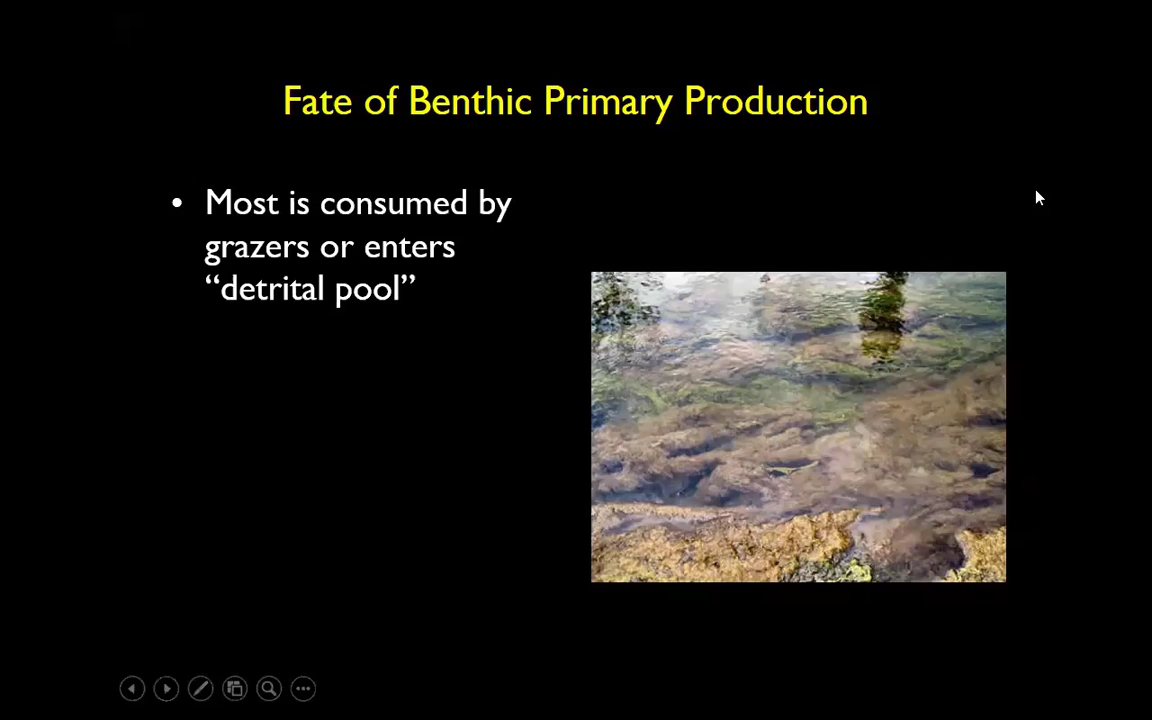 Fate of Benthic Primary Production
• Most is consumed by
grazers or enters
“detrital pool”